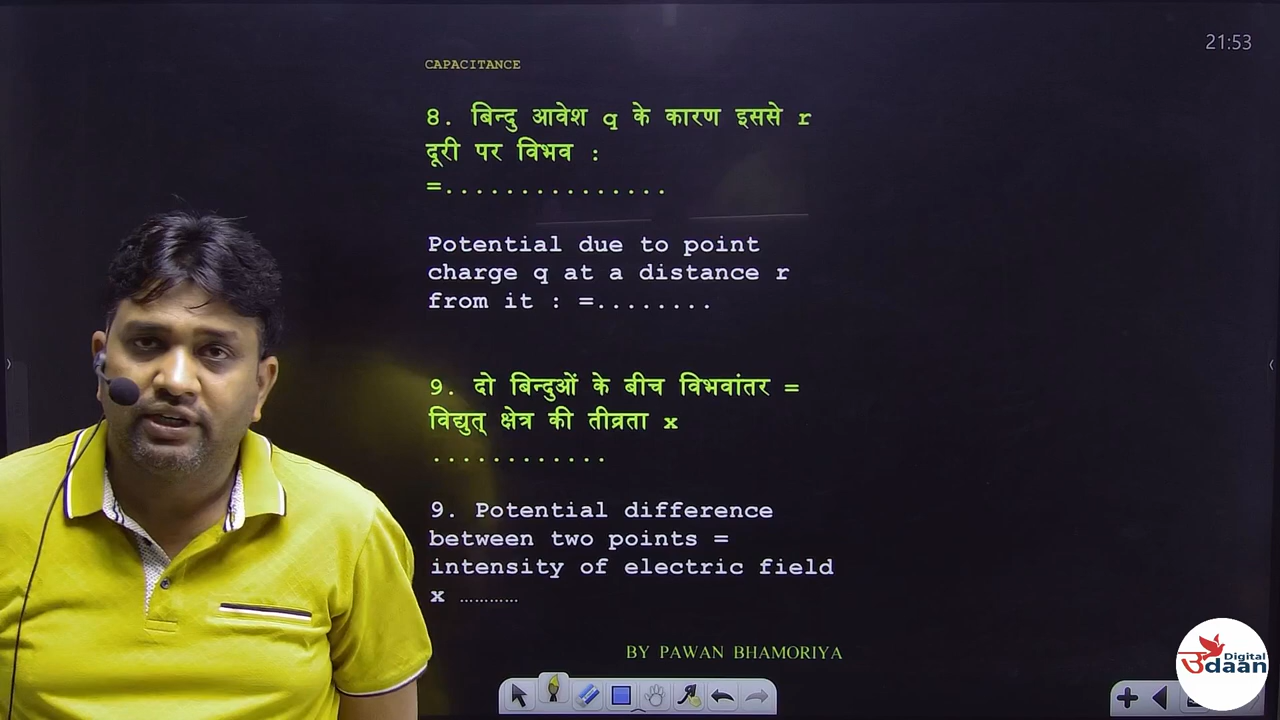 21:53
CAPACITANCE
8. बिन्दु आवेश q के कारण इससे r
दूरी पर विभव :
=...............
Potential due to point
charge q at a distance r
from it : =........
9. दो बिन्दुओं के बीच विभवांतर =
विद्युत् क्षेत्र की तीव्रता x
............
9. Potential difference
between two points =
intensity of electric field
x …………
BY PAWAN BHAMORIYA
Digital
उdaan